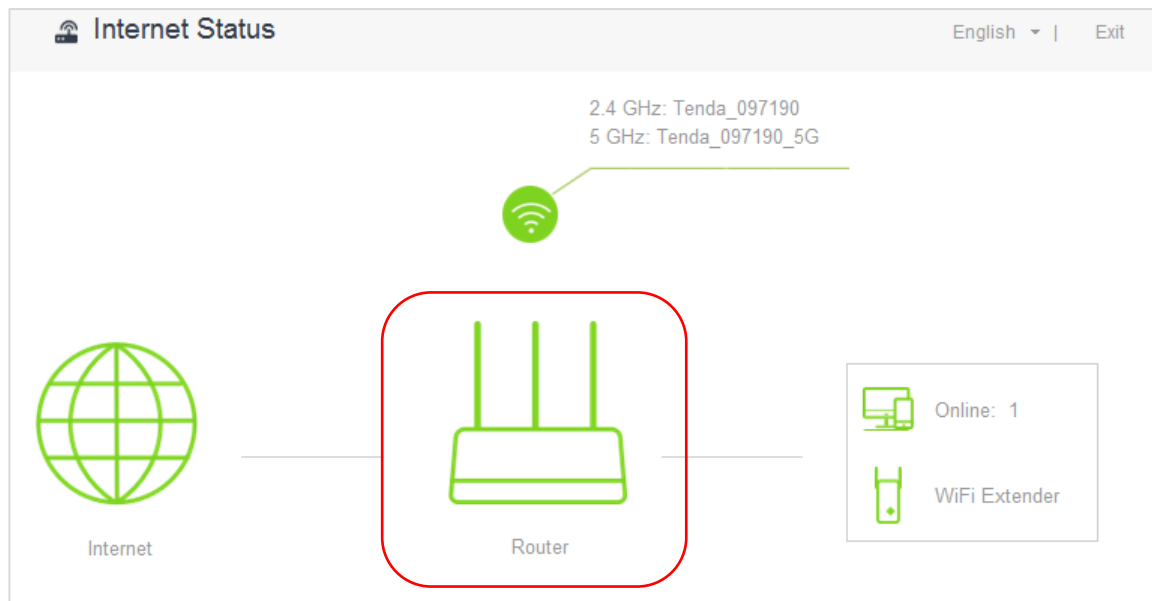 Internet Status
English | Exit
2.4 GHz: Tenda_097190
5 GHz: Tenda_097190_5G
Online: 1
WiFi Extender
Internet
Router